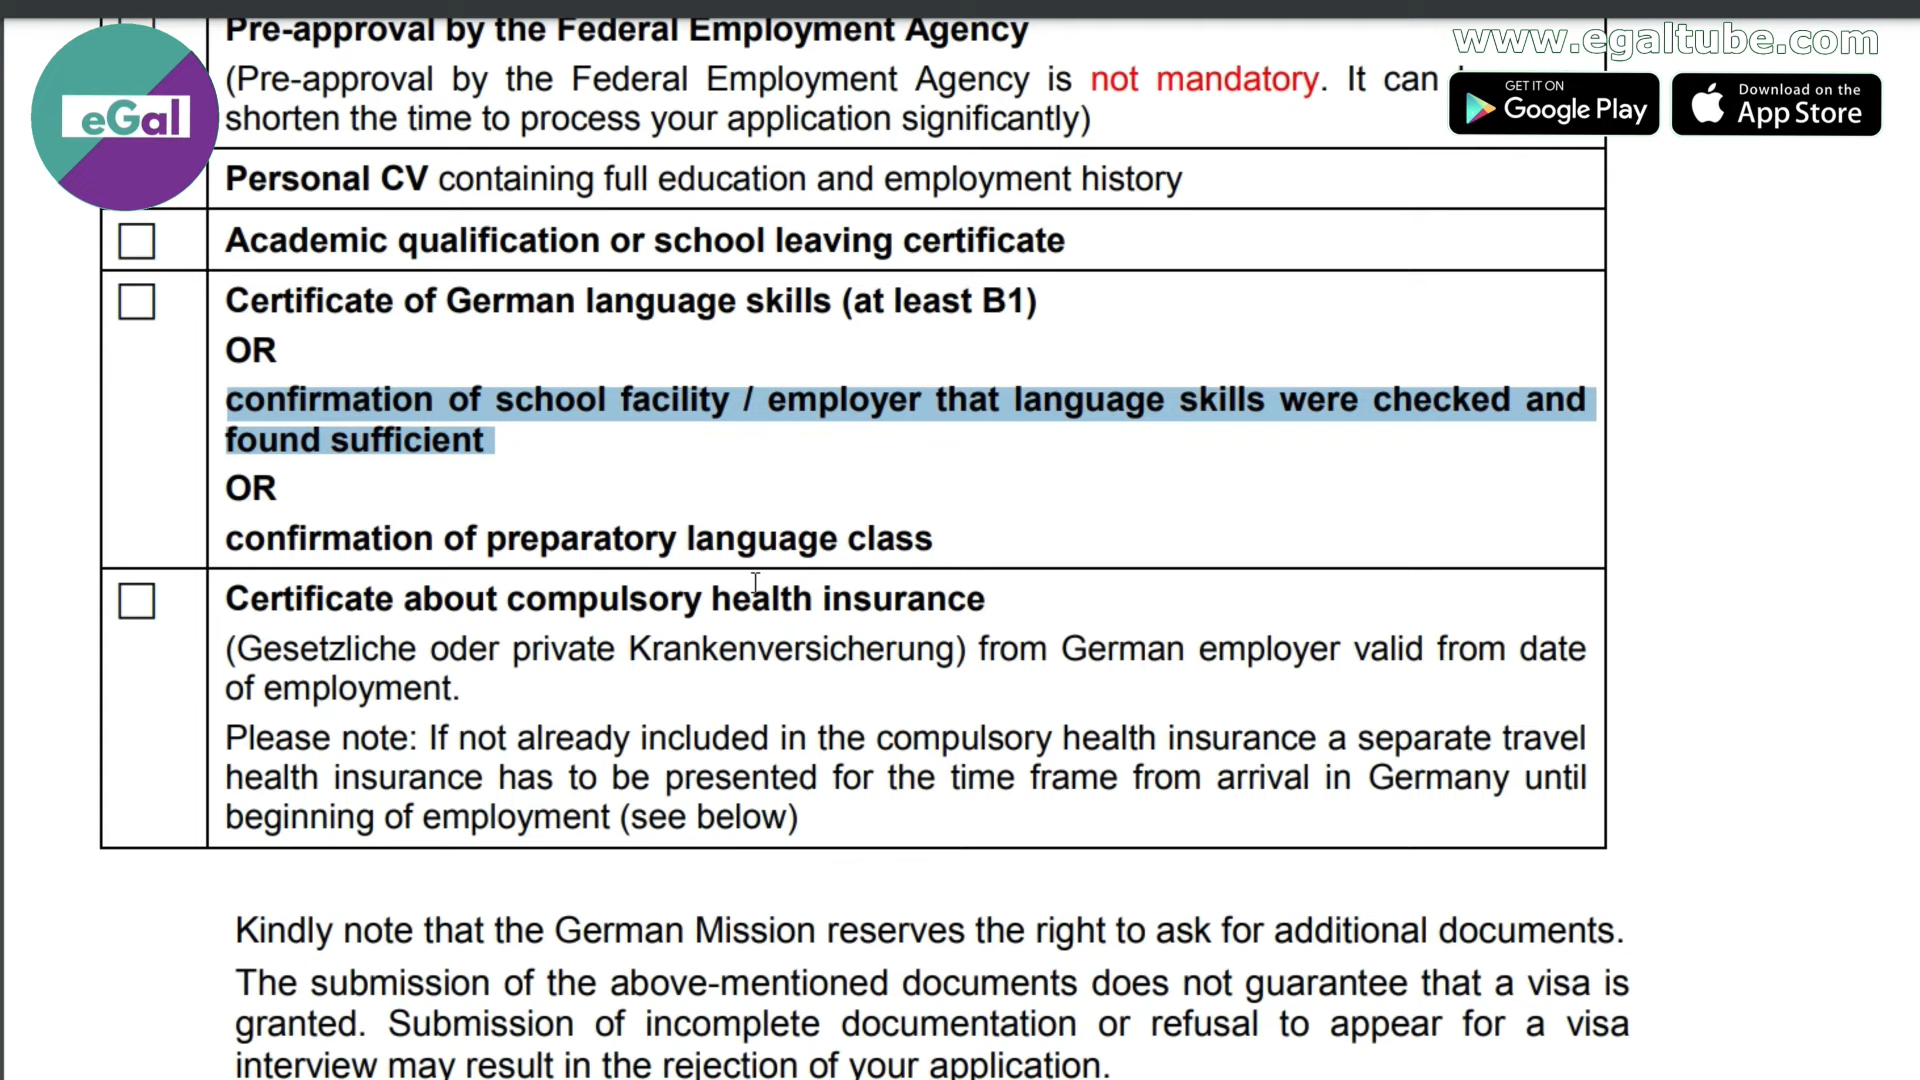 Pre-approval by the Federal Employment Agency
www.egaltube.com
(Pre-approval by the Federal Employment Agency is not mandatory. It can
GET IT ON
Google Play
Download on the
App Store
eGal
shorten the time to process your application significantly)
Personal CV containing full education and employment history
Academic qualification or school leaving certificate
Certificate of German language skills (at least B1)
OR
confirmation of school facility / employer that language skills were checked and
found sufficient
OR
confirmation of preparatory language class
Certificate about compulsory health insurance
(Gesetzliche oder private Krankenversicherung) from German employer valid from date
of employment.
Please note: If not already included in the compulsory health insurance a separate travel
health insurance has to be presented for the time frame from arrival in Germany until
beginning of employment (see below)
Kindly note that the German Mission reserves the right to ask for additional documents.
The submission of the above-mentioned documents does not guarantee that a visa is
granted. Submission of incomplete documentation or refusal to appear for a visa
interview may result in the rejection of your application.